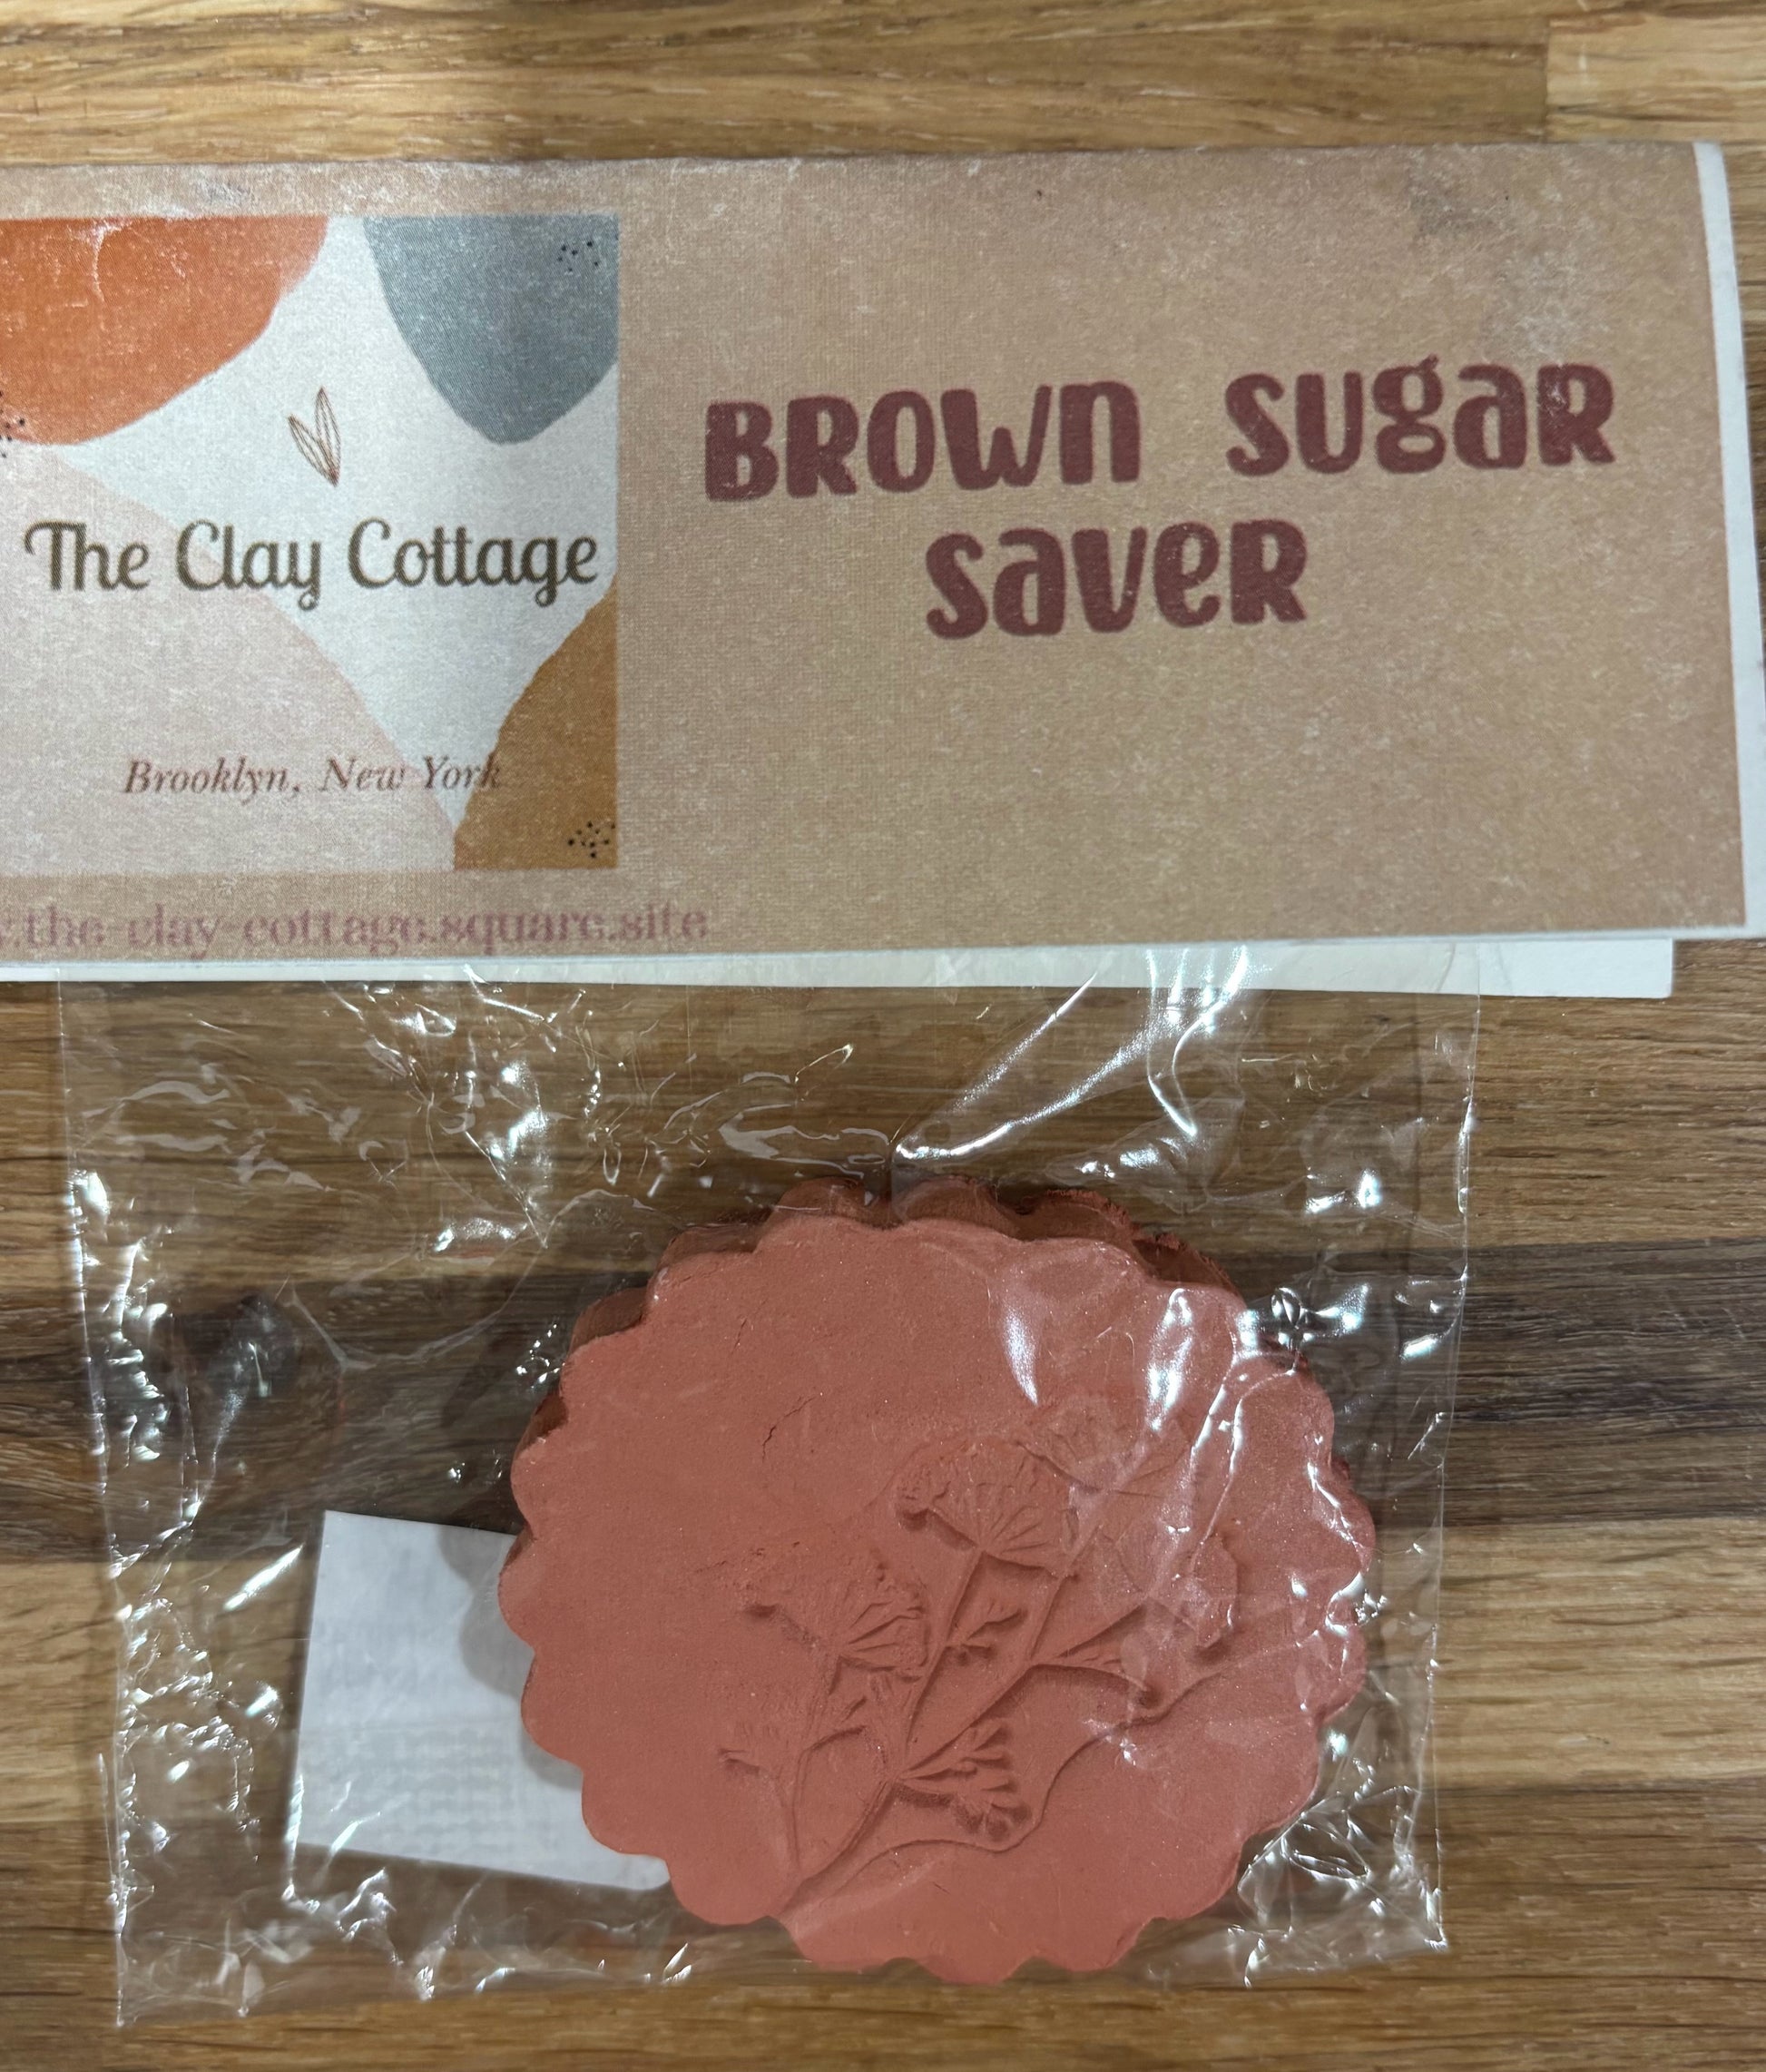 The Clay Cottage
Brooklyn, New York
.the-clay-cottage.square.site
BROWN SUGAR
SAVER